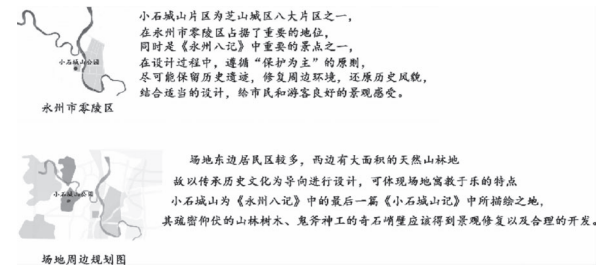 小石城山片区为芝山城区八大片区之一,
在永州市零陵区占据了重要的地位,
同时是《永州八记》中重要的景点之一,
在设计过程中，遵循“保护为主”的原则,
尽可能保留历史遗迹，修复周边环境，还原历史风貌,
结合适当的设计，给市民和游客良好的景观感受。
小石城山公园
永州市零陵区
场地东边居民区较多，西边有大面积的天然山林地
故以传承历史文化为导向进行设计，可体现场地寓教于乐的特点
小石城山为《永州八记》中的最后一篇《小石城山记》中所描绘之地,
其疏密仰伏的山林树木、鬼斧神工的奇石峭壁应该得到景观修复以及合理的开发。
小石城山公园
场地周边规划图